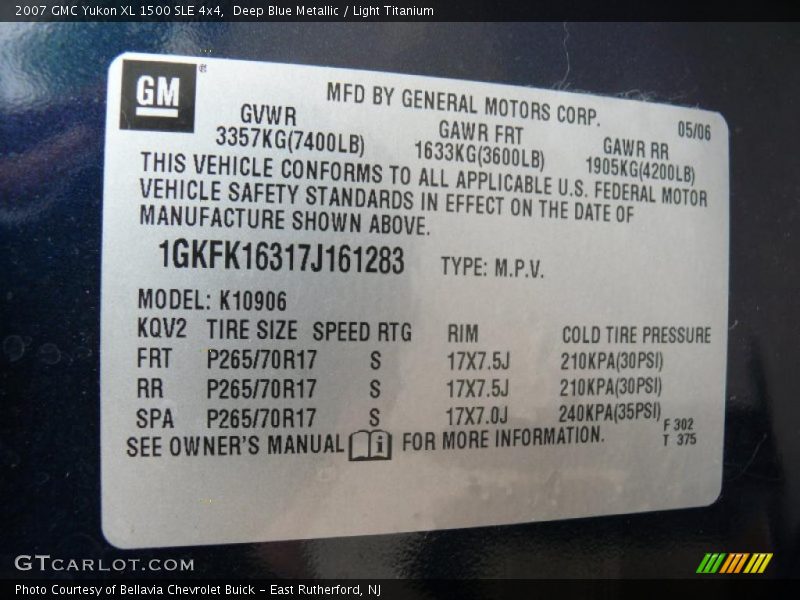 2007 GMC Yukon XL 1500 SLE 4x4, Deep Blue Metallic / Light Titanium
GM®
MFD BY GENERAL MOTORS CORP.
05/06
GVWR GAWR FRT GAWR RR
3357KG(7400LB) 1633KG(3600LB) 1905KG(4200LB)
THIS VEHICLE CONFORMS TO ALL APPLICABLE U.S. FEDERAL MOTOR
VEHICLE SAFETY STANDARDS IN EFFECT ON THE DATE OF
MANUFACTURE SHOWN ABOVE.
1GKFK16317J161283 TYPE: M.P.V.
MODEL: K10906
KQV2 TIRE SIZE SPEED RTG RIM COLD TIRE PRESSURE
FRT P265/70R17 S 17X7.5J 210KPA(30PSI)
RR P265/70R17 S 17X7.5J 210KPA(30PSI)
SPA P265/70R17 S 17X7.0J 240KPA(35PSI)
SEE OWNER'S MANUAL FOR MORE INFORMATION.
F 302
T 375
GTCARLOT.COM
Photo Courtesy of Bellavia Chevrolet Buick – East Rutherford, NJ